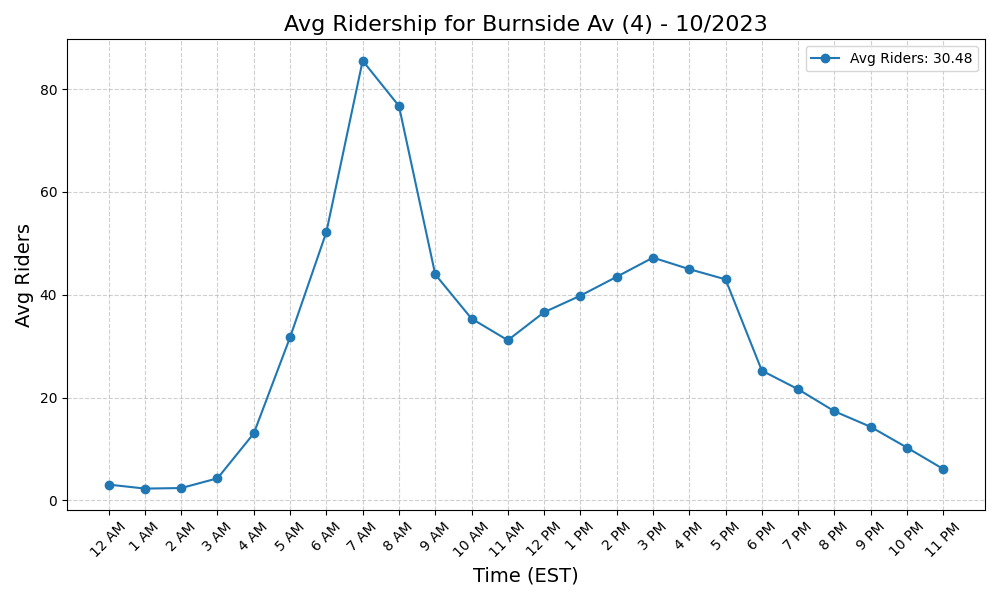 Avg Ridership for Burnside Av (4) - 10/2023
Avg Riders: 30.48
Avg Riders
80
60
40
20
0
12 AM
1 AM
2 AM
3 AM
4 AM
5 AM
6 AM
7 AM
8 AM
9 AM
10 AM
11 AM
12 PM
1 PM
2 PM
3 PM
4 PM
5 PM
6 PM
7 PM
8 PM
9 PM
10 PM
11 PM
Time (EST)